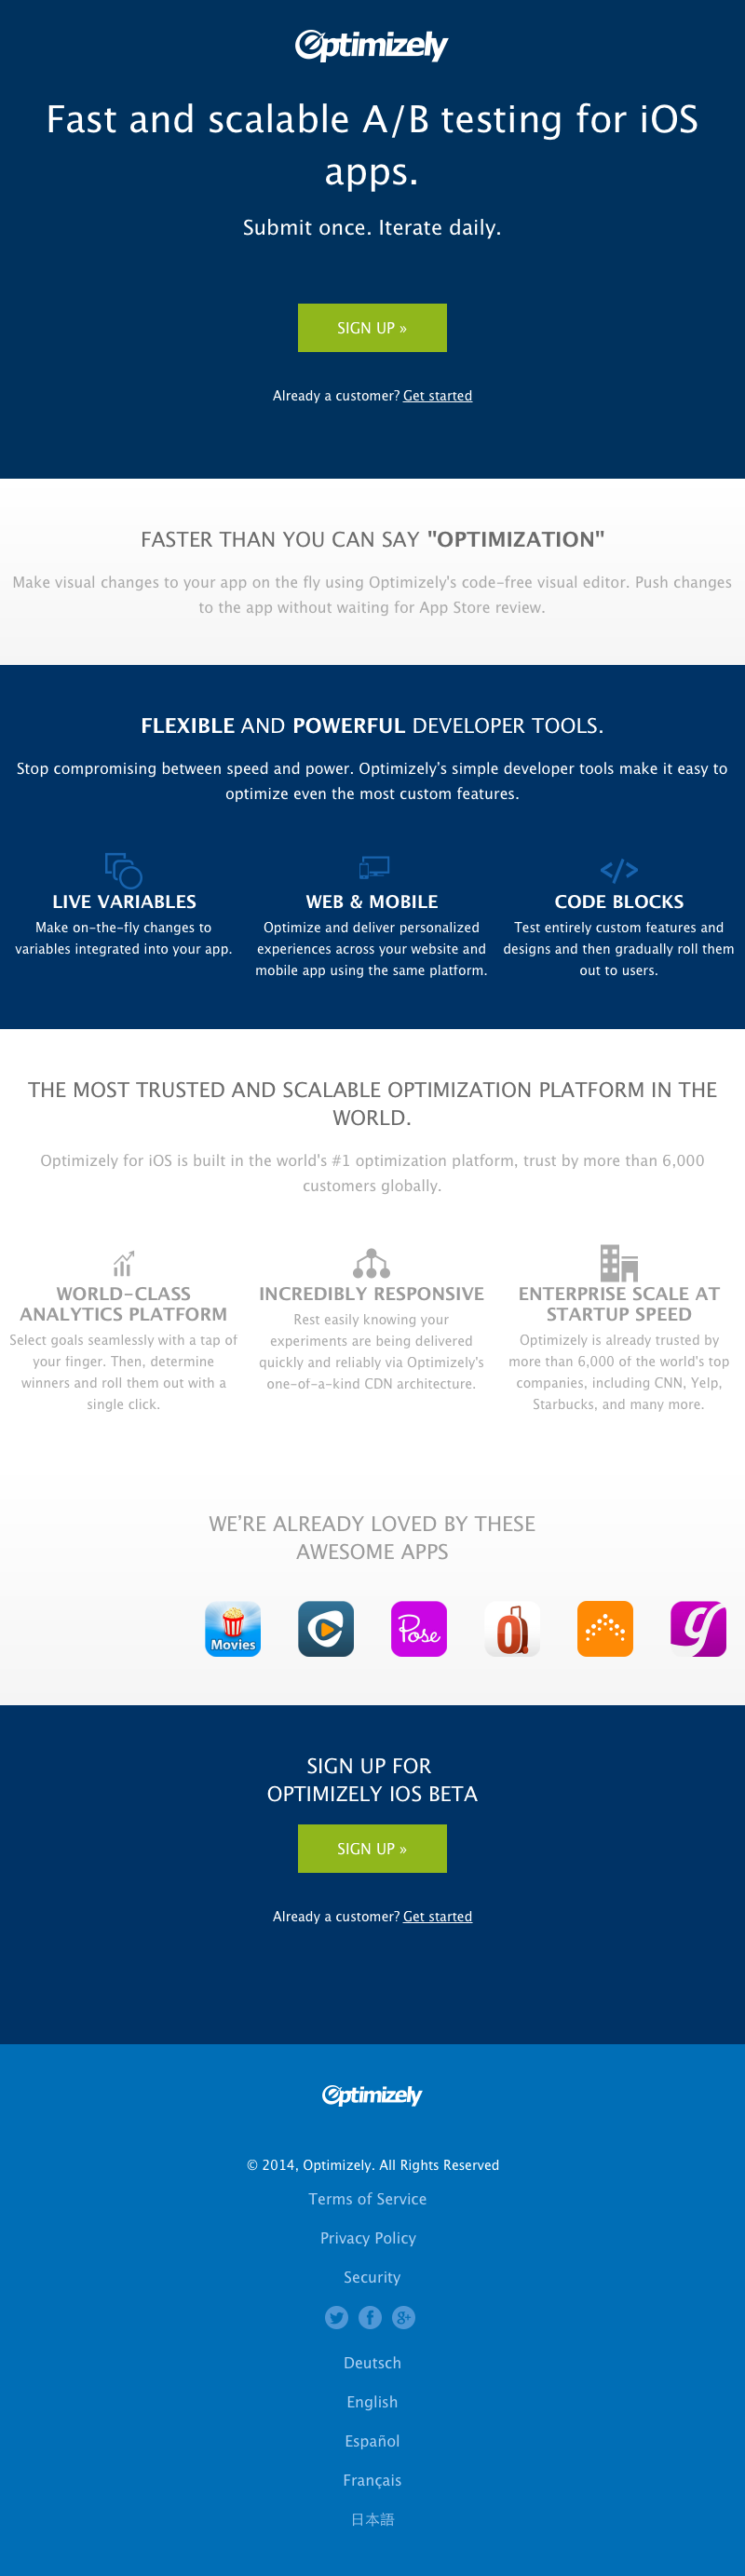 Optimizely
Fast and scalable A/B testing for iOS
apps.
Submit once. Iterate daily.
SIGN UP »
Already a customer? Get started
FASTER THAN YOU CAN SAY "OPTIMIZATION"
Make visual changes to your app on the fly using Optimizely's code-free visual editor. Push changes
to the app without waiting for App Store review.
FLEXIBLE AND POWERFUL DEVELOPER TOOLS.
Stop compromising between speed and power. Optimizely's simple developer tools make it easy to
optimize even the most custom features.
LIVE VARIABLES
Make on-the-fly changes to
variables integrated into your app.
WEB & MOBILE
Optimize and deliver personalized
experiences across your website and
mobile app using the same platform.
CODE BLOCKS
Test entirely custom features and
designs and then gradually roll them
out to users.
THE MOST TRUSTED AND SCALABLE OPTIMIZATION PLATFORM IN THE
WORLD.
Optimizely for iOS is built in the world's #1 optimization platform, trust by more than 6,000
customers globally.
WORLD-CLASS
ANALYTICS PLATFORM
Select goals seamlessly with a tap of
your finger. Then, determine
winners and roll them out with a
single click.
INCREDIBLY RESPONSIVE
Rest easily knowing your
experiments are being delivered
quickly and reliably via Optimizely's
one-of-a-kind CDN architecture.
ENTERPRISE SCALE AT
STARTUP SPEED
Optimizely is already trusted by
more than 6,000 of the world's top
companies, including CNN, Yelp,
Starbucks, and many more.
WE’RE ALREADY LOVED BY THESE
AWESOME APPS
Movies
Pose
g
SIGN UP FOR
OPTIMIZELY IOS BETA
SIGN UP »
Already a customer? Get started
Optimizely
© 2014, Optimizely. All Rights Reserved
Terms of Service
Privacy Policy
Security
Deutsch
English
Español
Français
日本語